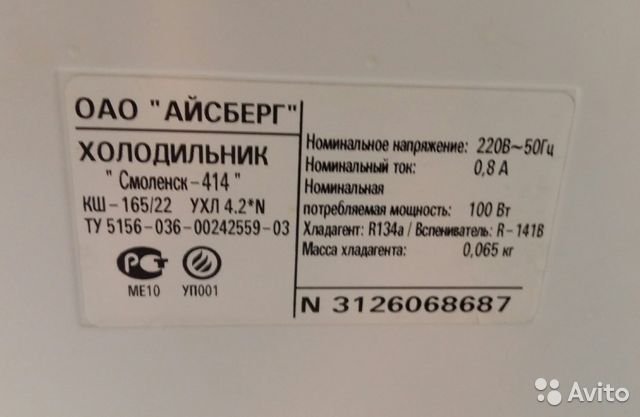 ОАО "АЙСБЕРГ"
ХОЛОДИЛЬНИК
"Смоленск-414"
КШ-165/22 УХЛ 4.2*N
ТУ 5156-036-00242559-03
РСТ
МЕ10 УП001
Номинальное напряжение: 220В~50Гц
Номинальный ток: 0,8 А
Номинальная
потребляемая мощность: 100 Вт
Хладагент: R134a / Вспениватель: R-141B
Масса хладагента: 0,065 кг
N 3126068687
Avito